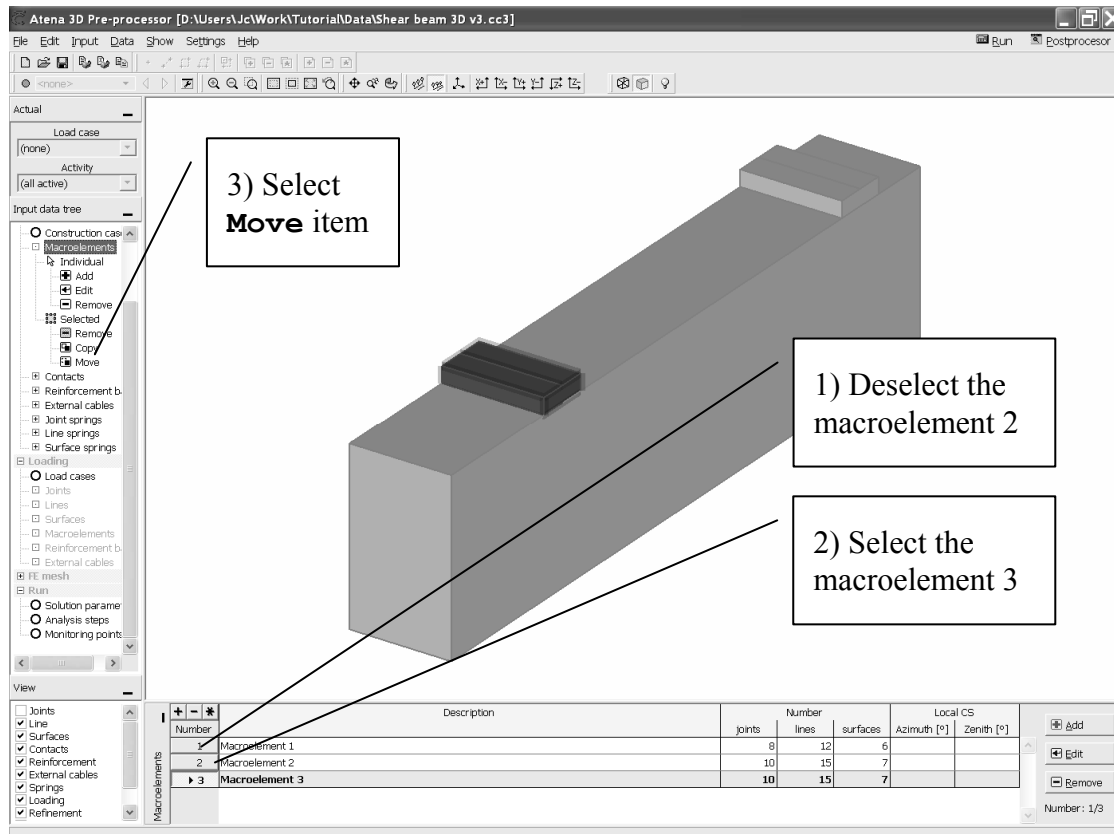 Atena 3D Pre-processor [D:\Users\Jc\Work\Tutorial\Data\Shear beam 3D v3.cc3]
File Edit Input Data Show Settings Help Run Postprocesor
<none>
Actual
Load case
(none)
Activity
(all active)
Input data tree
Construction case
Macroelements
Individual
Add
Edit
Remove
Selected
Remove
Copy
Move
Contacts
Reinforcement b
External cables
Joint springs
Line springs
Surface springs
Loading
Load cases
Joints
Lines
Surfaces
Macroelements
Reinforcement b
External cables
FE mesh
Run
Solution parame
Analysis steps
Monitoring points
3) Select
Move item
1) Deselect the
macroelement 2
2) Select the
macroelement 3
View
Joints
Line
Surfaces
Contacts
Reinforcement
External cables
Springs
Loading
Refinement
Macroelements
Number Description Number Local CS
joints lines surfaces Azimuth [º] Zenith [º]
1 Macroelement 1 8 12 6
2 Macroelement 2 10 15 7
3 Macroelement 3 10 15 7
Add
Edit
Remove
Number: 1/3